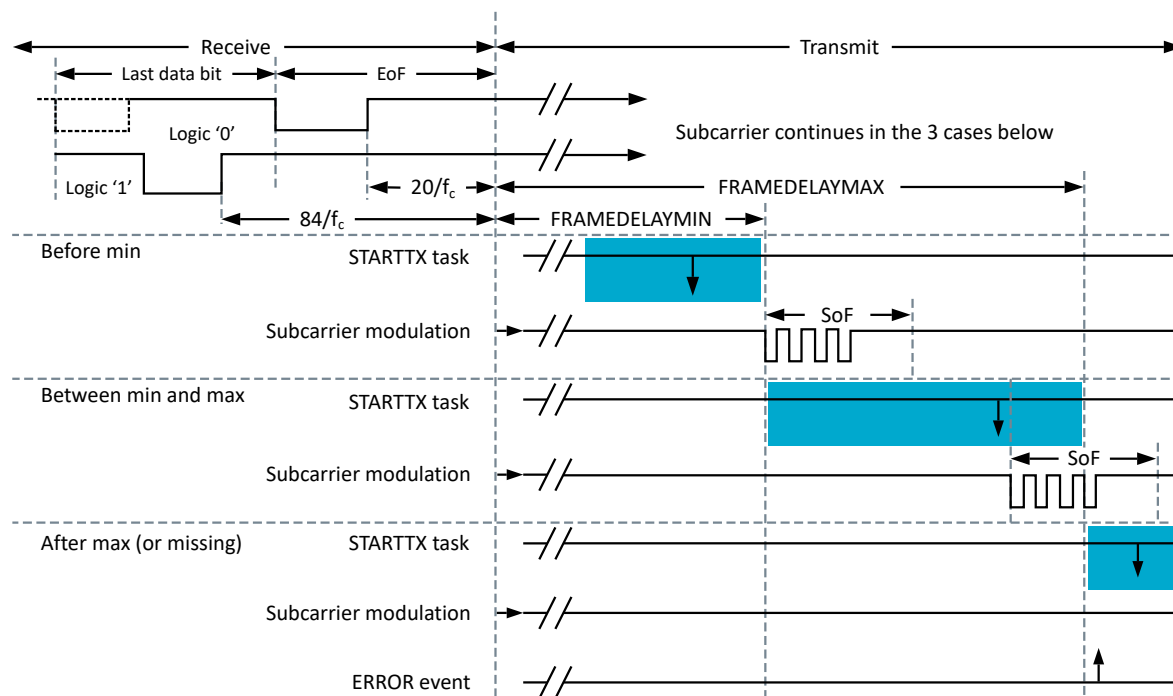 Receive
Transmit
Last data bit
EoF
Logic ‘0’
Subcarrier continues in the 3 cases below
Logic ‘1’
20/fc
FRAMEDELAYMAX
84/fc
FRAMEDELAYMIN
Before min
STARTTX task
SoF
Subcarrier modulation
Between min and max
STARTTX task
SoF
Subcarrier modulation
After max (or missing)
STARTTX task
Subcarrier modulation
ERROR event